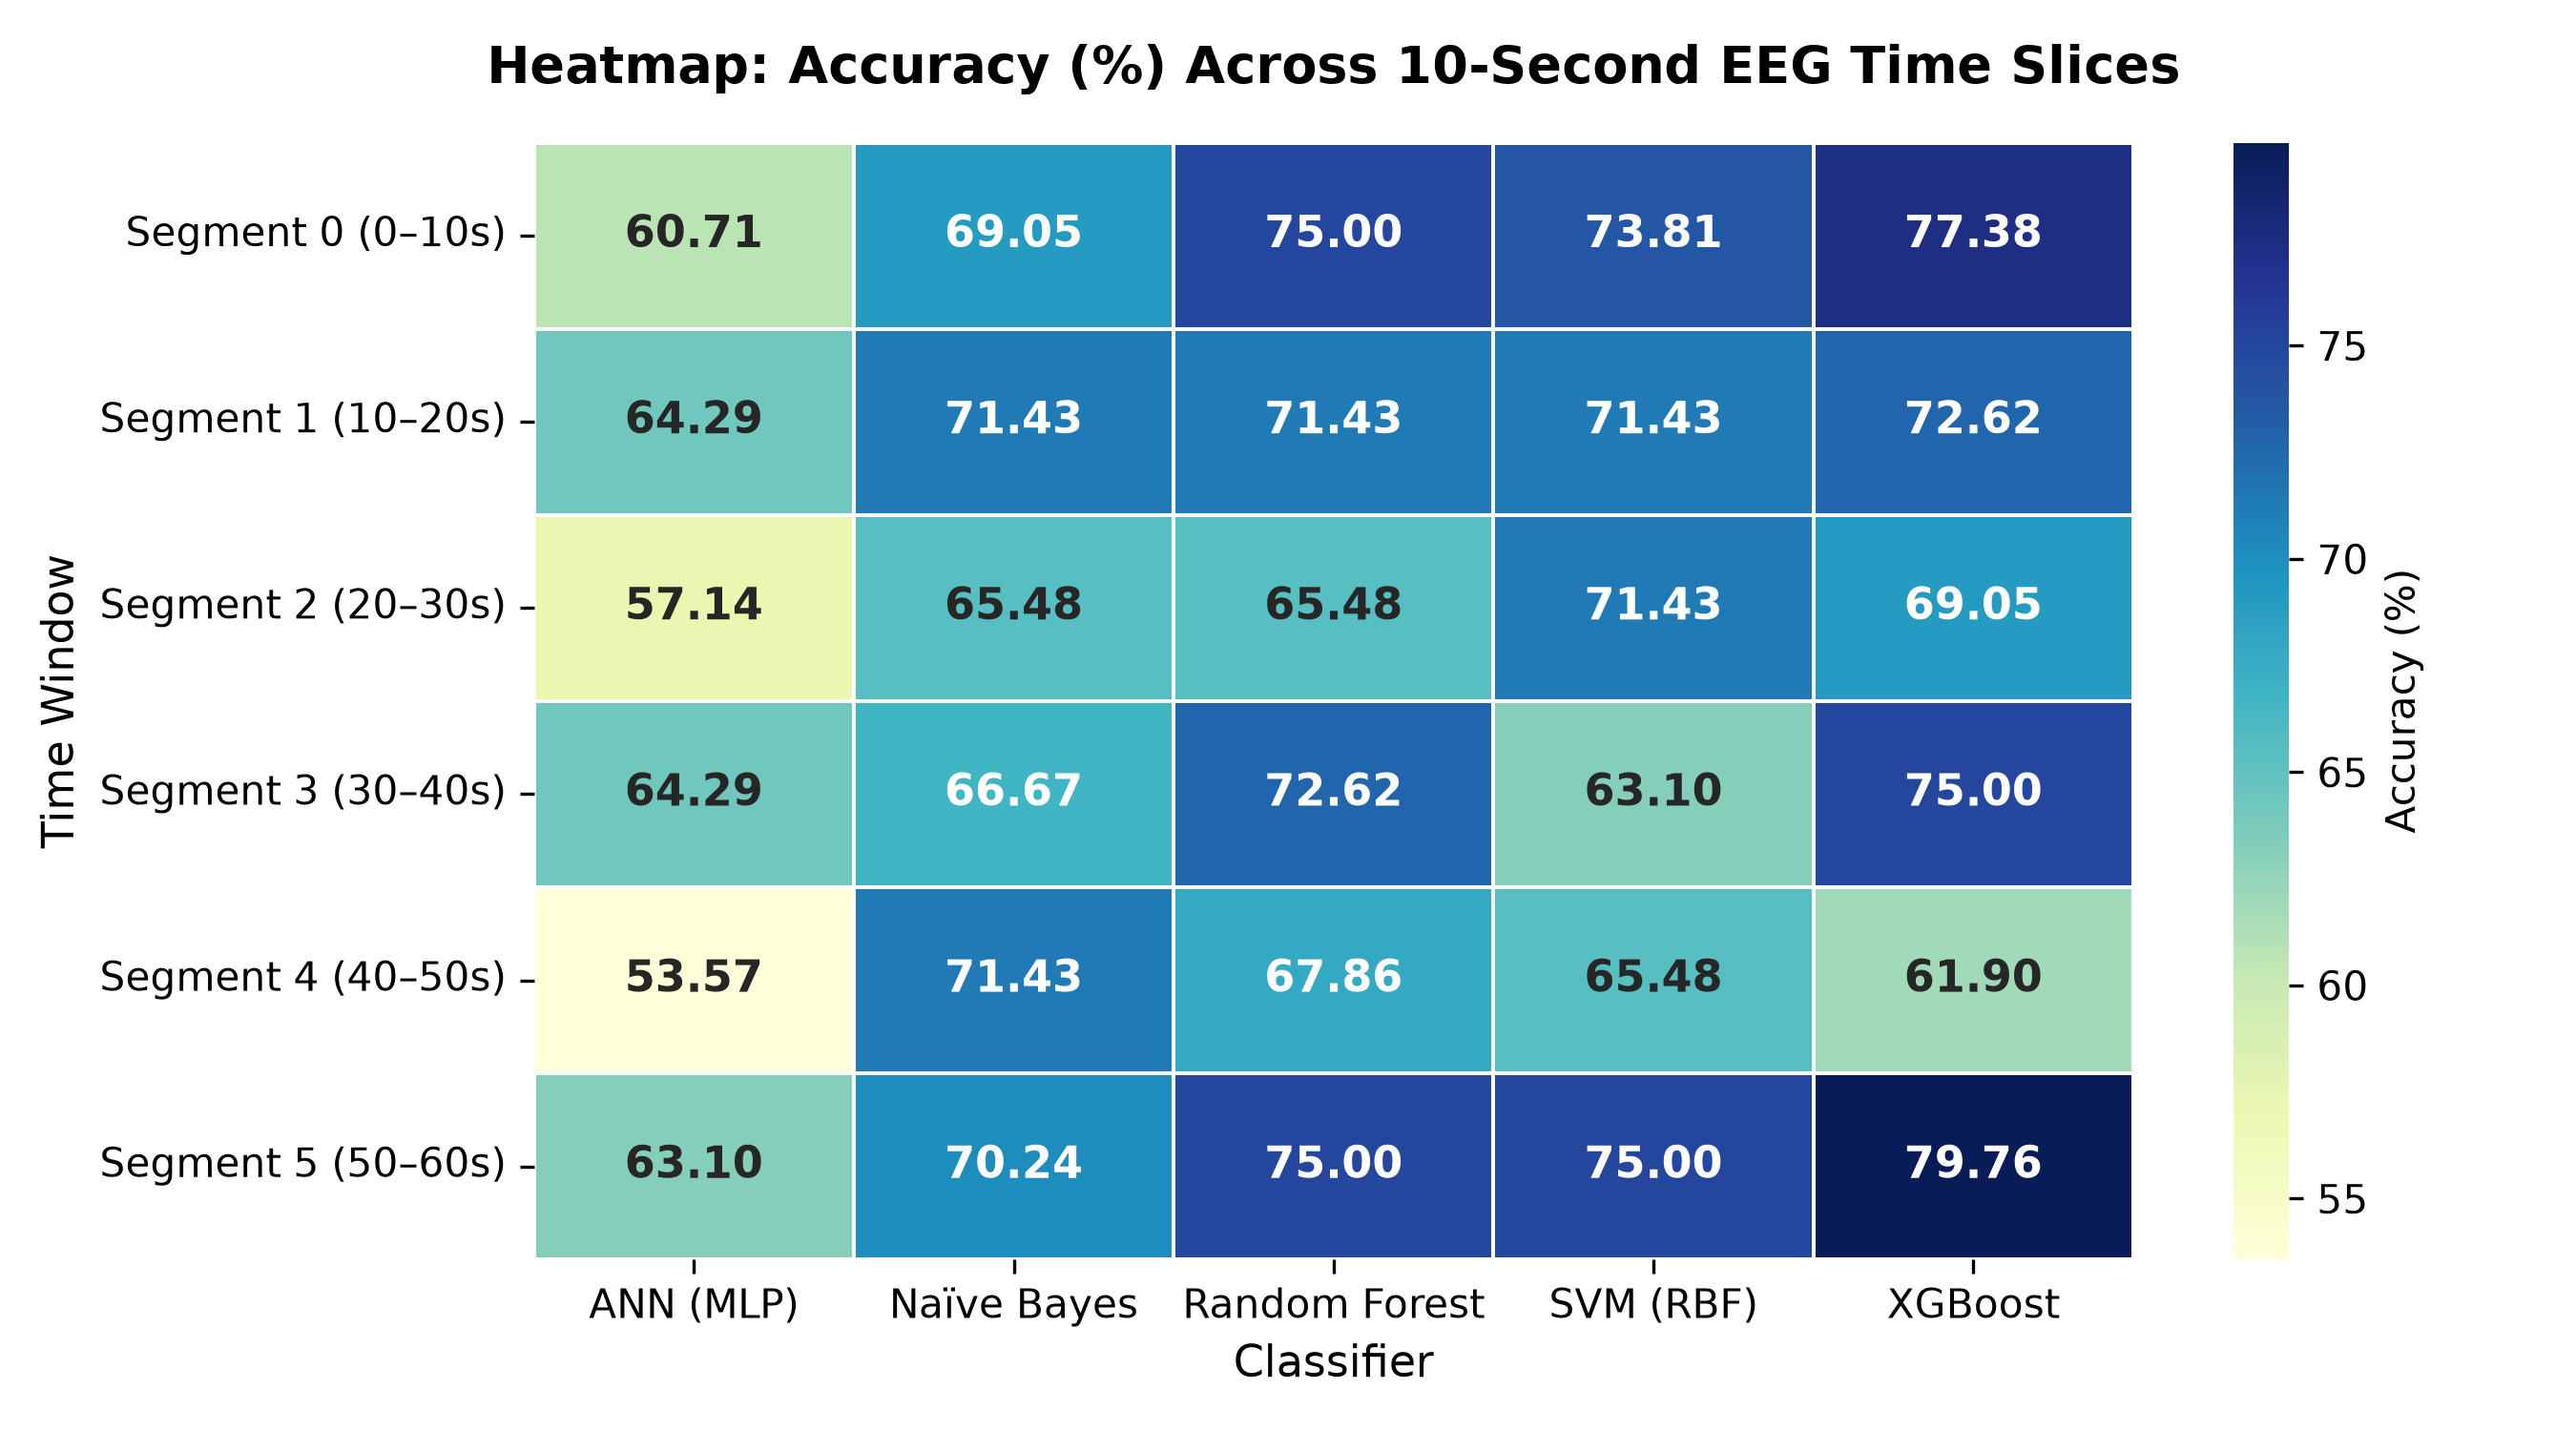 Heatmap: Accuracy (%) Across 10-Second EEG Time Slices
Time Window
Segment 0 (0–10s) 60.71 69.05 75.00 73.81 77.38
Segment 1 (10–20s) 64.29 71.43 71.43 71.43 72.62
Segment 2 (20–30s) 57.14 65.48 65.48 71.43 69.05
Segment 3 (30–40s) 64.29 66.67 72.62 63.10 75.00
Segment 4 (40–50s) 53.57 71.43 67.86 65.48 61.90
Segment 5 (50–60s) 63.10 70.24 75.00 75.00 79.76
ANN (MLP) Naïve Bayes Random Forest SVM (RBF) XGBoost
Classifier
75
70
65
60
55
Accuracy (%)